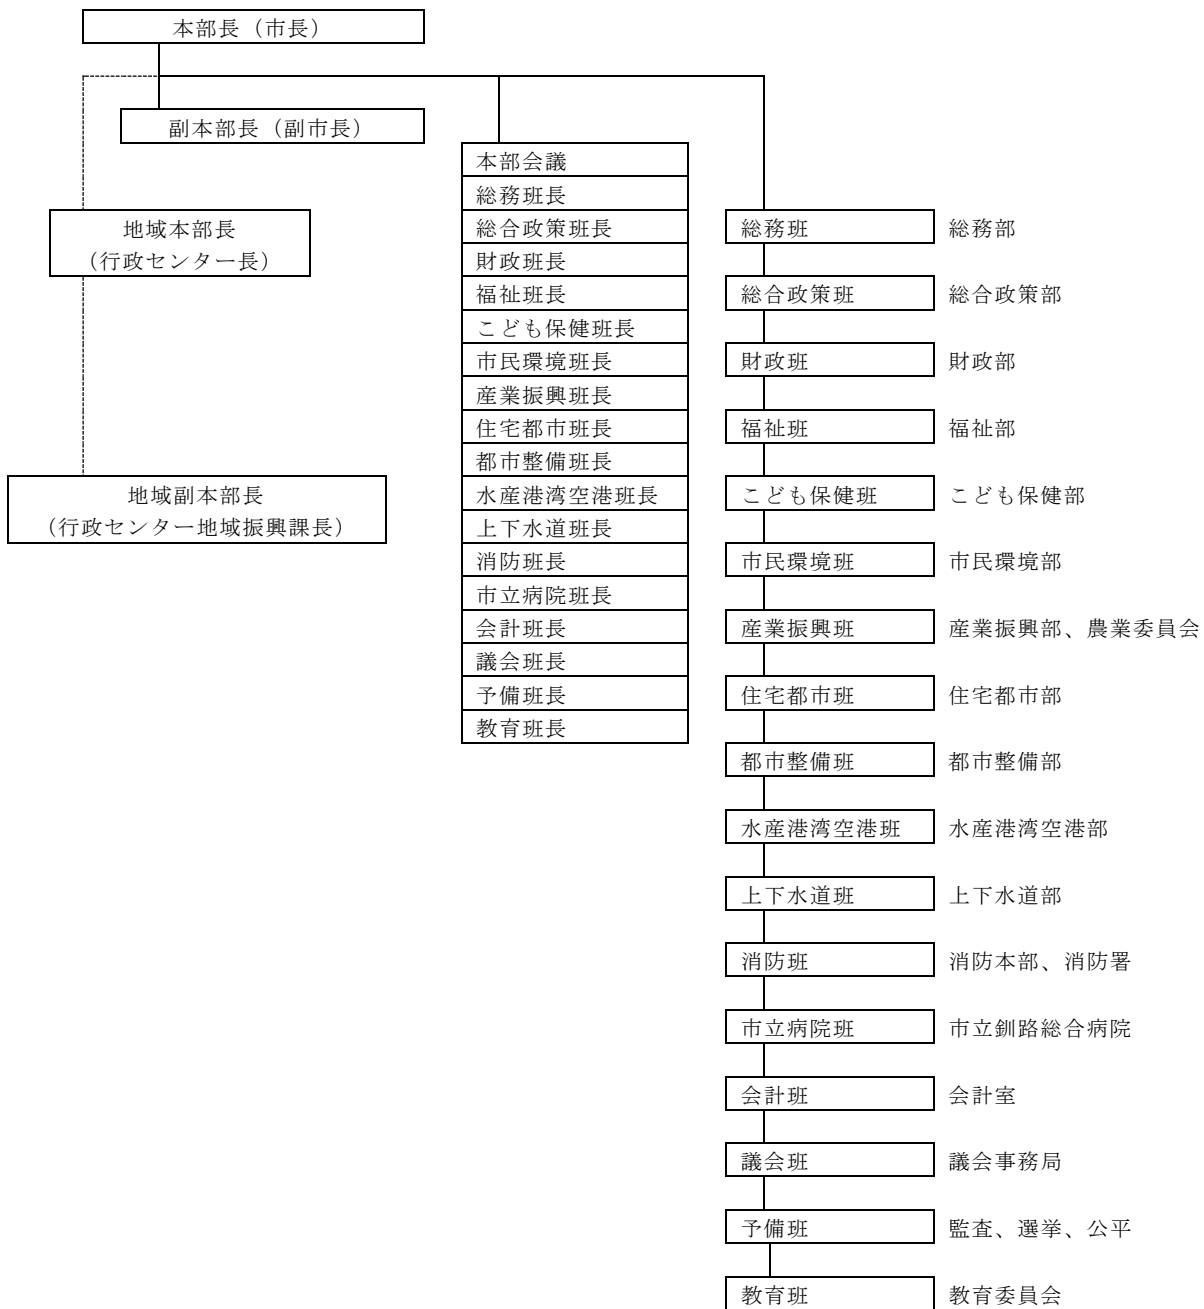 本部長（市長）
副本部長（副市長）
地域本部長
（行政センター長）
地域副本部長
（行政センター地域振興課長）
本部会議
総務班長
総合政策班長
財政班長
福祉班長
こども保健班長
市民環境班長
産業振興班長
住宅都市班長
都市整備班長
水産港湾空港班長
上下水道班長
消防班長
市立病院班長
会計班長
議会班長
予備班長
教育班長
総務班 総務部
総合政策班 総合政策部
財政班 財政部
福祉班 福祉部
こども保健班 こども保健部
市民環境班 市民環境部
産業振興班 産業振興部、農業委員会
住宅都市班 住宅都市部
都市整備班 都市整備部
水産港湾空港班 水産港湾空港部
上下水道班 上下水道部
消防班 消防本部、消防署
市立病院班 市立釧路総合病院
会計班 会計室
議会班 議会事務局
予備班 監査、選挙、公平
教育班 教育委員会